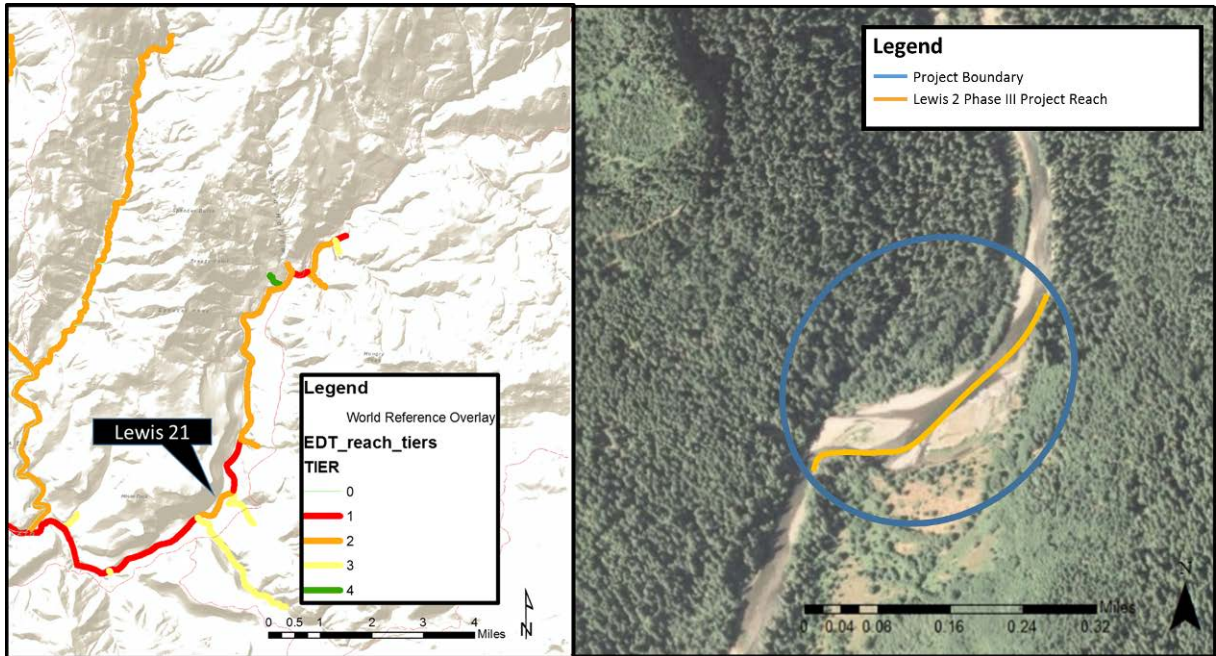 Lewis 21
Legend
World Reference Overlay
EDT_reach_tiers
TIER
0
1
2
3
4
0 0.5 1 2 3 4
Miles
N
Legend
Project Boundary
Lewis 2 Phase III Project Reach
0 0.04 0.08 0.16 0.24 0.32
Miles